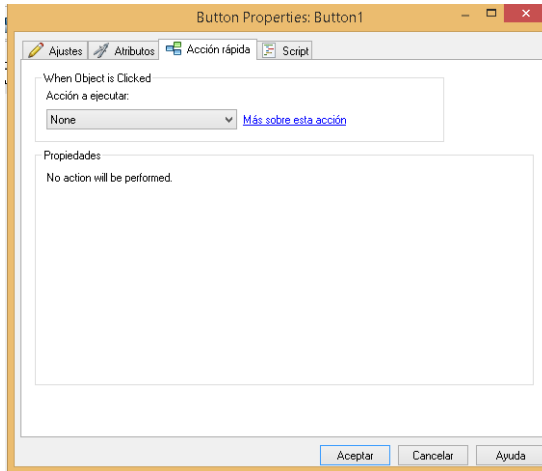 Button Properties: Button1
Ajustes Atributos Acción rápida Script
When Object is Clicked
Acción a ejecutar:
None Más sobre esta acción
Propiedades
No action will be performed.
Aceptar Cancelar Ayuda